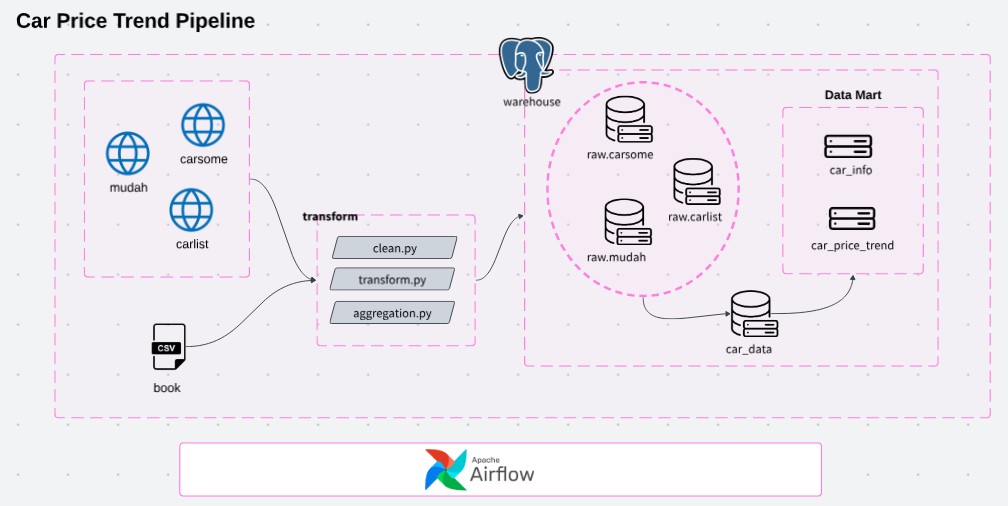 Car Price Trend Pipeline
warehouse
mudah
carsome
carlist
CSV
book
transform
clean.py
transform.py
aggregation.py
raw.carsome
raw.carlist
raw.mudah
car_data
Data Mart
car_info
car_price_trend
Apache
Airflow